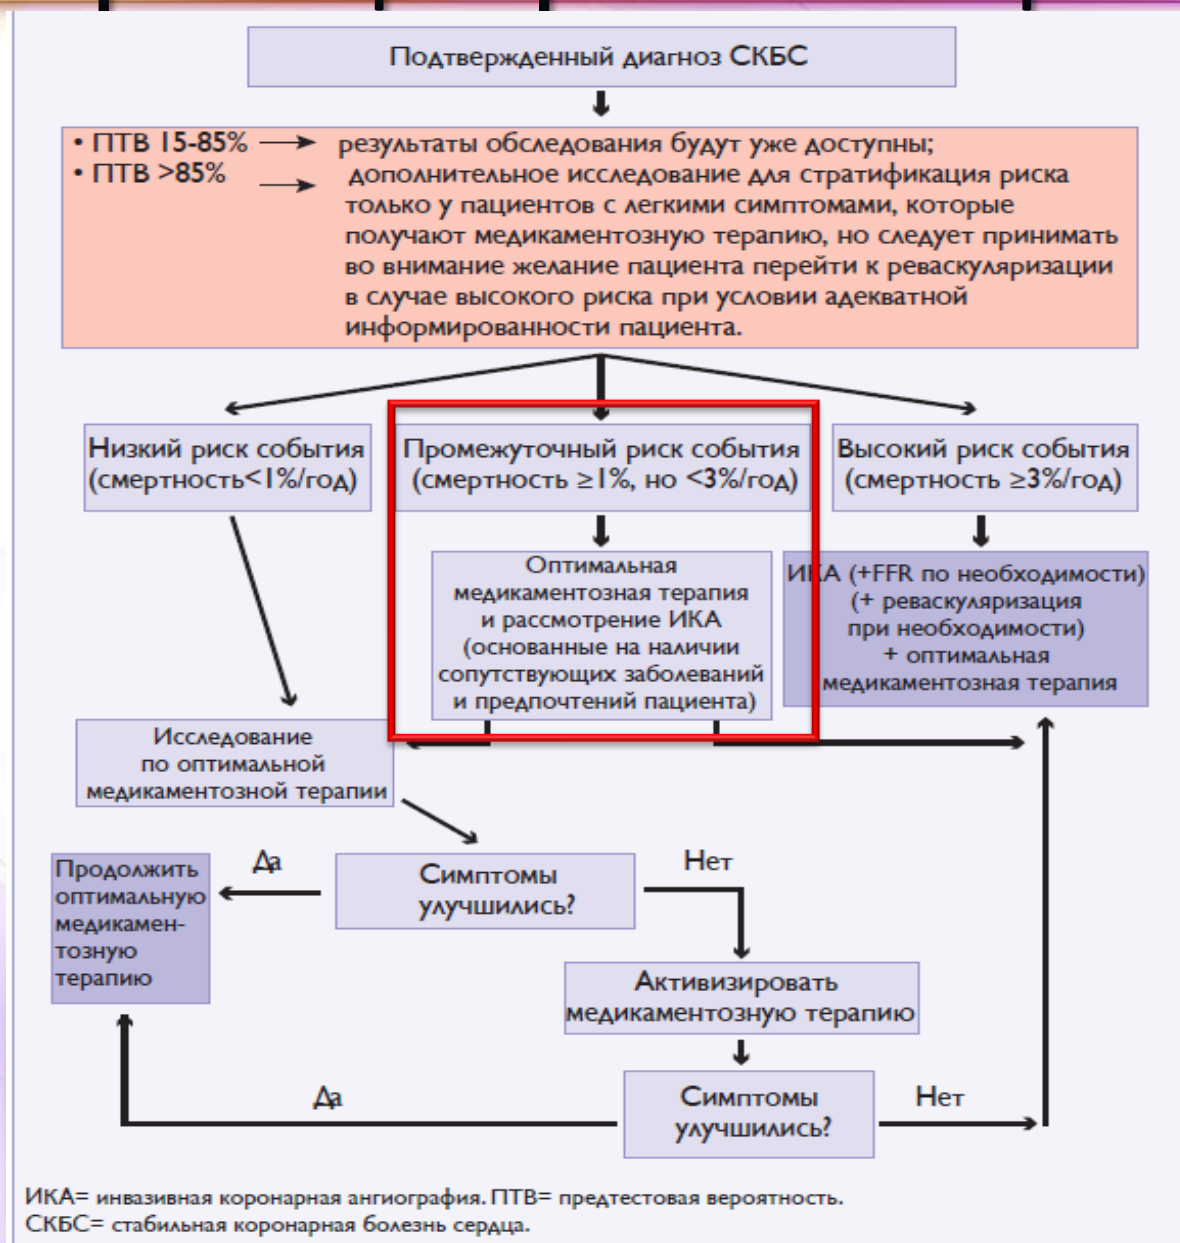 Подтвержденный диагноз СКБС
• ПТВ 15-85% результаты обследования будут уже доступны;
• ПТВ >85% дополнительное исследование для стратификация риска
только у пациентов с легкими симптомами, которые
получают медикаментозную терапию, но следует принимать
во внимание желание пациента перейти к реваскуляризации
в случае высокого риска при условии адекватной
информированности пациента.
Низкий риск события
(смертность<1%/год)
Промежуточный риск события
(смертность ≥1%, но <3%/год)
Высокий риск события
(смертность ≥3%/год)
Оптимальная
медикаментозная терапия
и рассмотрение ИКА
(основанные на наличии
сопутствующих заболеваний
и предпочтений пациента)
ИКА (+FFR по необходимости)
(+ реваскуляризация
при необходимости)
+ оптимальная
медикаментозная терапия
Исследование
по оптимальной
медикаментозной терапии
Продолжить
оптимальную
медикамен-
тозную
терапию
Да
Симптомы
улучшились?
Нет
Активизировать
медикаментозную терапию
Да
Симптомы
улучшились?
Нет
ИКА= инвазивная коронарная ангиография. ПТВ= предтестовая вероятность.
СКБС= стабильная коронарная болезнь сердца.